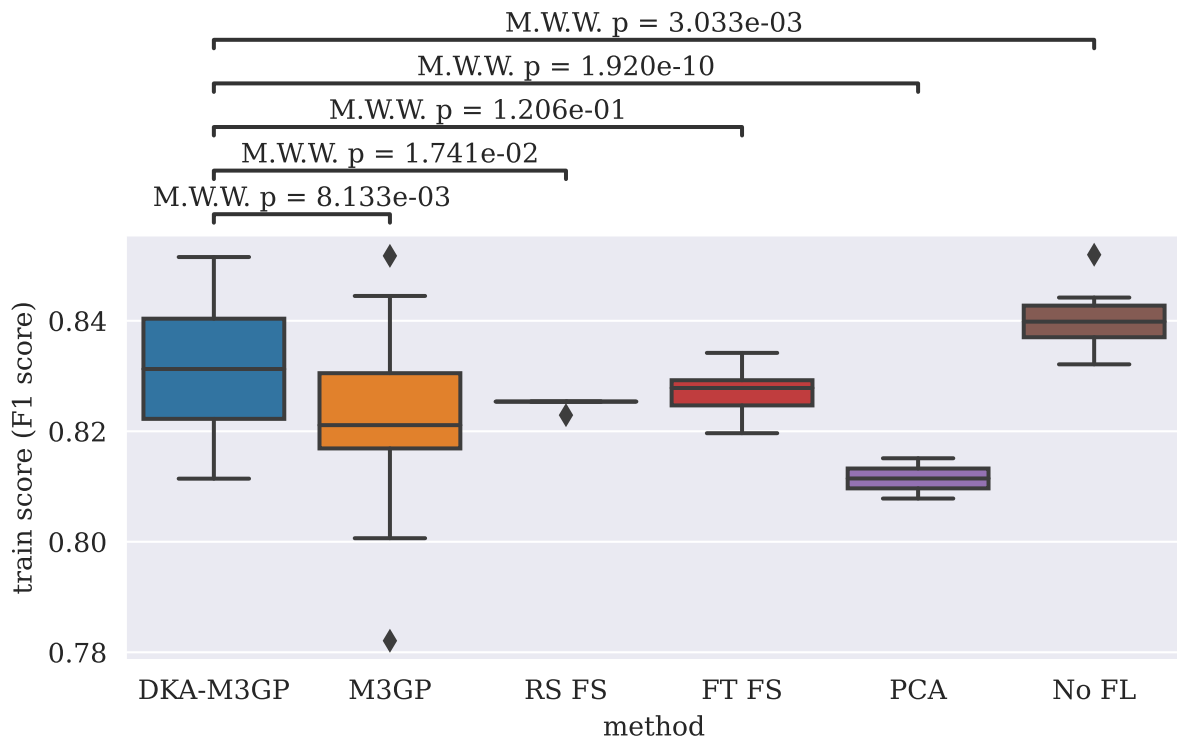 M.W.W. p = 3.033e-03
M.W.W. p = 1.920e-10
M.W.W. p = 1.206e-01
M.W.W. p = 1.741e-02
M.W.W. p = 8.133e-03
train score (F1 score)
0.84
0.82
0.80
0.78
DKA-M3GP M3GP RS FS FT FS PCA No FL
method